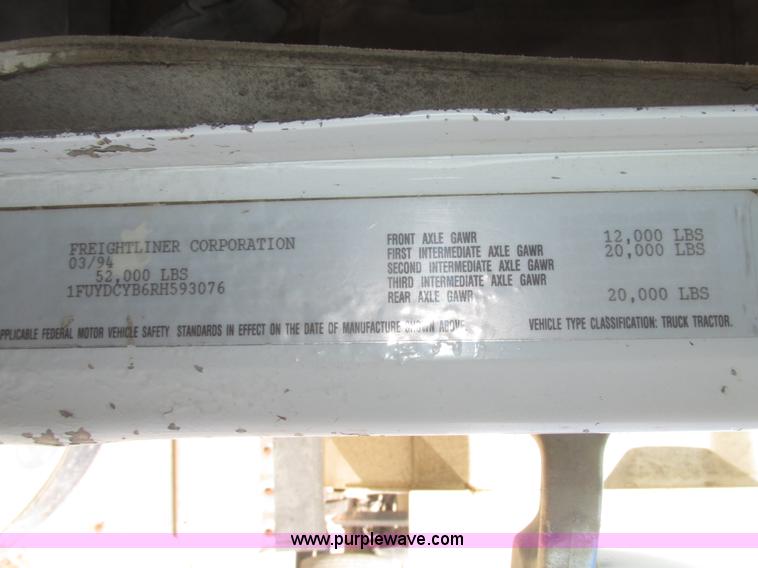 FREIGHTLINER CORPORATION
03/94
52,000 LBS
1FUYDCYB6RH593076
FRONT AXLE GAWR 12,000 LBS
FIRST INTERMEDIATE AXLE GAWR 20,000 LBS
SECOND INTERMEDIATE AXLE GAWR
THIRD INTERMEDIATE AXLE GAWR
REAR AXLE GAWR 20,000 LBS
APPLICABLE FEDERAL MOTOR VEHICLE SAFETY STANDARDS IN EFFECT ON THE DATE OF MANUFACTURE SHOWN ABOVE. VEHICLE TYPE CLASSIFICATION: TRUCK TRACTOR.
www.purplewave.com